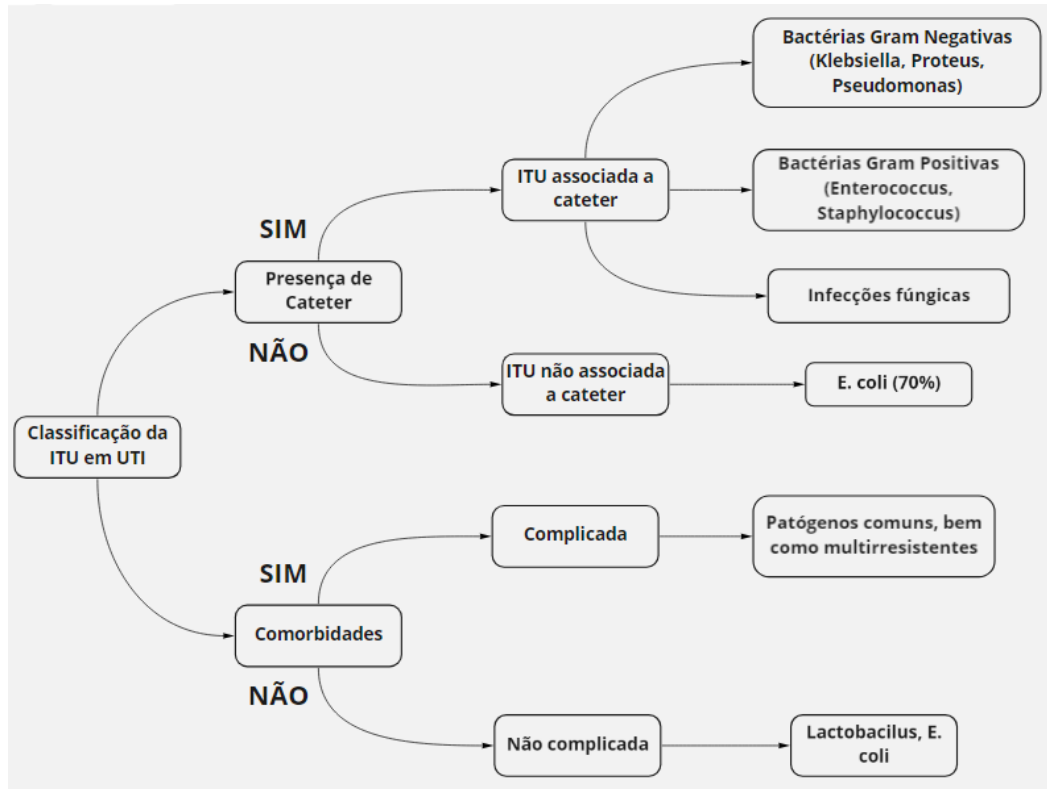 Bactérias Gram Negativas
(Klebsiella, Proteus,
Pseudomonas)
ITU associada a
cateter
Bactérias Gram Positivas
(Enterococcus,
Staphylococcus)
SIM
Presença de
Cateter
Infecções fúngicas
NÃO
ITU não associada
a cateter
E. coli (70%)
Classificação da
ITU em UTI
Complicada
Patógenos comuns, bem
como multirresistentes
SIM
Comorbidades
NÃO
Não complicada
Lactobacilus, E.
coli